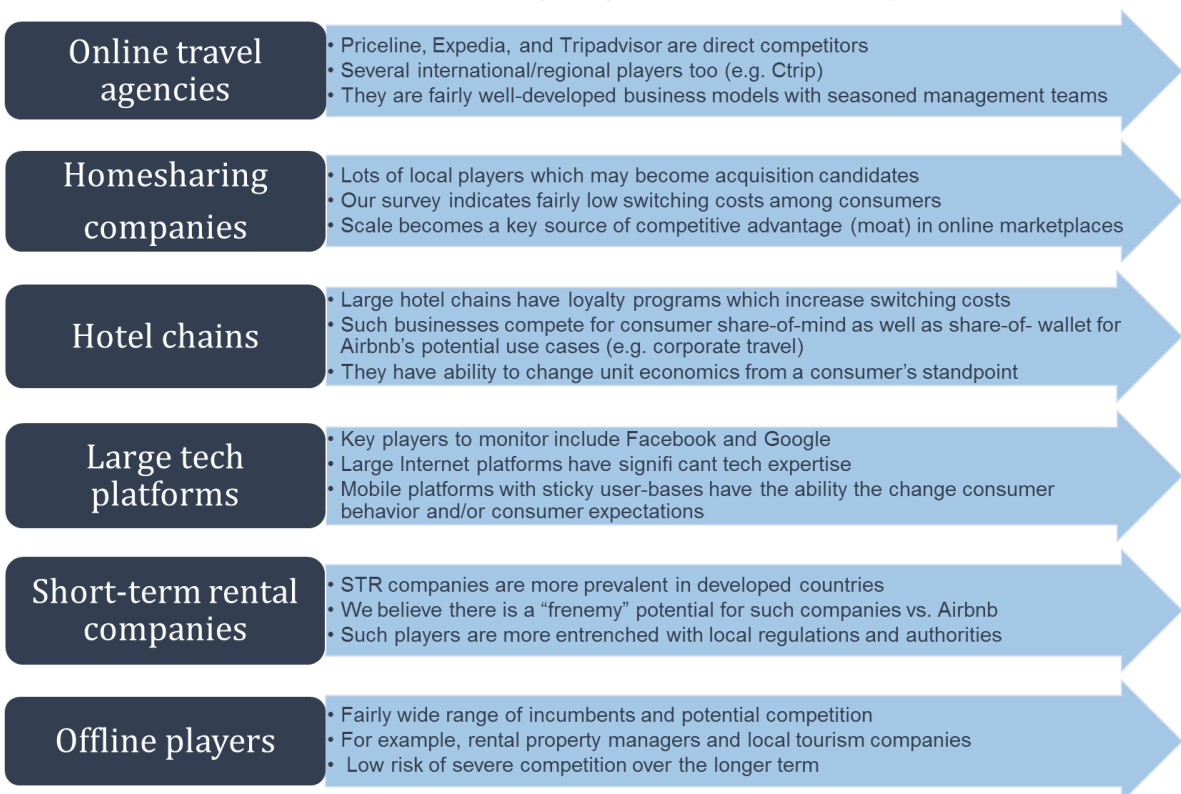 Online travel
agencies
• Priceline, Expedia, and Tripadvisor are direct competitors
• Several international/regional players too (e.g. Ctrip)
• They are fairly well-developed business models with seasoned management teams
Homesharing
companies
• Lots of local players which may become acquisition candidates
• Our survey indicates fairly low switching costs among consumers
• Scale becomes a key source of competitive advantage (moat) in online marketplaces
Hotel chains
• Large hotel chains have loyalty programs which increase switching costs
• Such businesses compete for consumer share-of-mind as well as share-of- wallet for
Airbnb's potential use cases (e.g. corporate travel)
• They have ability to change unit economics from a consumer's standpoint
Large tech
platforms
• Key players to monitor include Facebook and Google
• Large Internet platforms have signifi cant tech expertise
• Mobile platforms with sticky user-bases have the ability the change consumer
behavior and/or consumer expectations
Short-term rental
companies
• STR companies are more prevalent in developed countries
• We believe there is a “frenemy” potential for such companies vs. Airbnb
• Such players are more entrenched with local regulations and authorities
Offline players
• Fairly wide range of incumbents and potential competition
• For example, rental property managers and local tourism companies
• Low risk of severe competition over the longer term